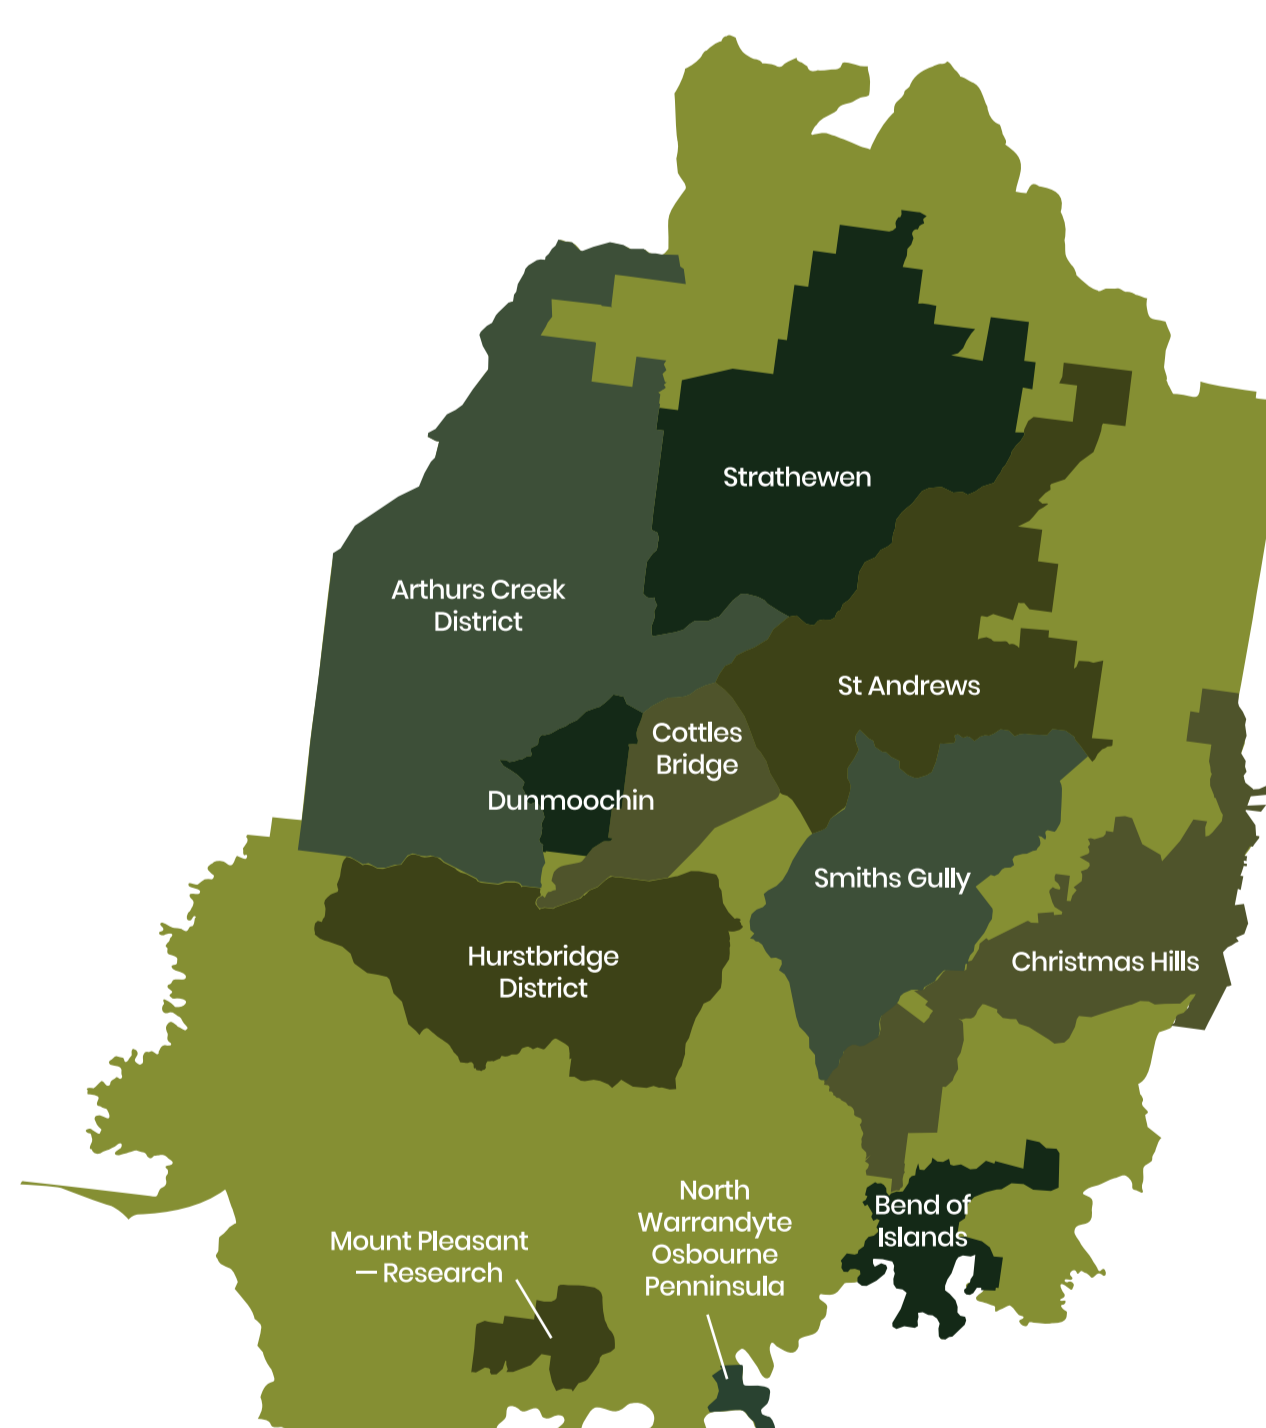 Strathewen
Arthurs Creek
District
St Andrews
Cottles
Bridge
Dunmoochin
Smiths Gully
Hurstbridge
District
Christmas Hills
North
Warrandyte
Osbourne
Penninsula
Bend of
Islands
Mount Pleasant
— Research